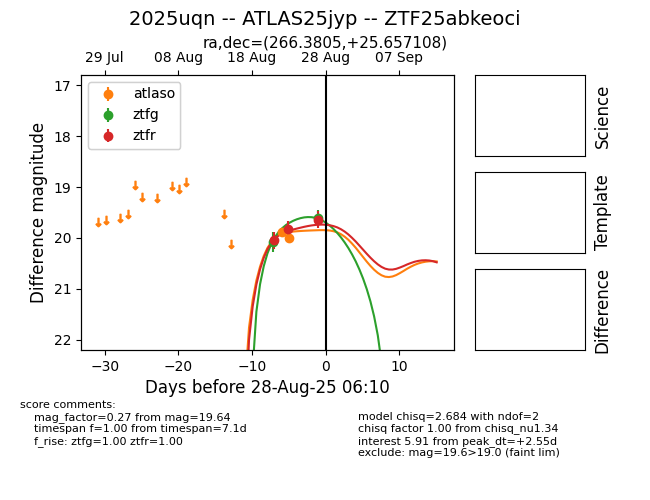 2025uqn -- ATLAS25jyp -- ZTF25abkeoci
ra,dec=(266.3805,+25.657108)
29 Jul 08 Aug 18 Aug 28 Aug 07 Sep
17
18
19
20
21
22
Difference magnitude
atlaso
ztfg
ztfr
−30 −20 −10 0 10
Days before 28-Aug-25 06:10
Science
Template
Difference
score comments:
mag_factor=0.27 from mag=19.64
timespan f=1.00 from timespan=7.1d
f_rise: ztfg=1.00 ztfr=1.00
model chisq=2.684 with ndof=2
chisq factor 1.00 from chisq_nu1.34
interest 5.91 from peak_dt=+2.55d
exclude: mag=19.6>19.0 (faint lim)